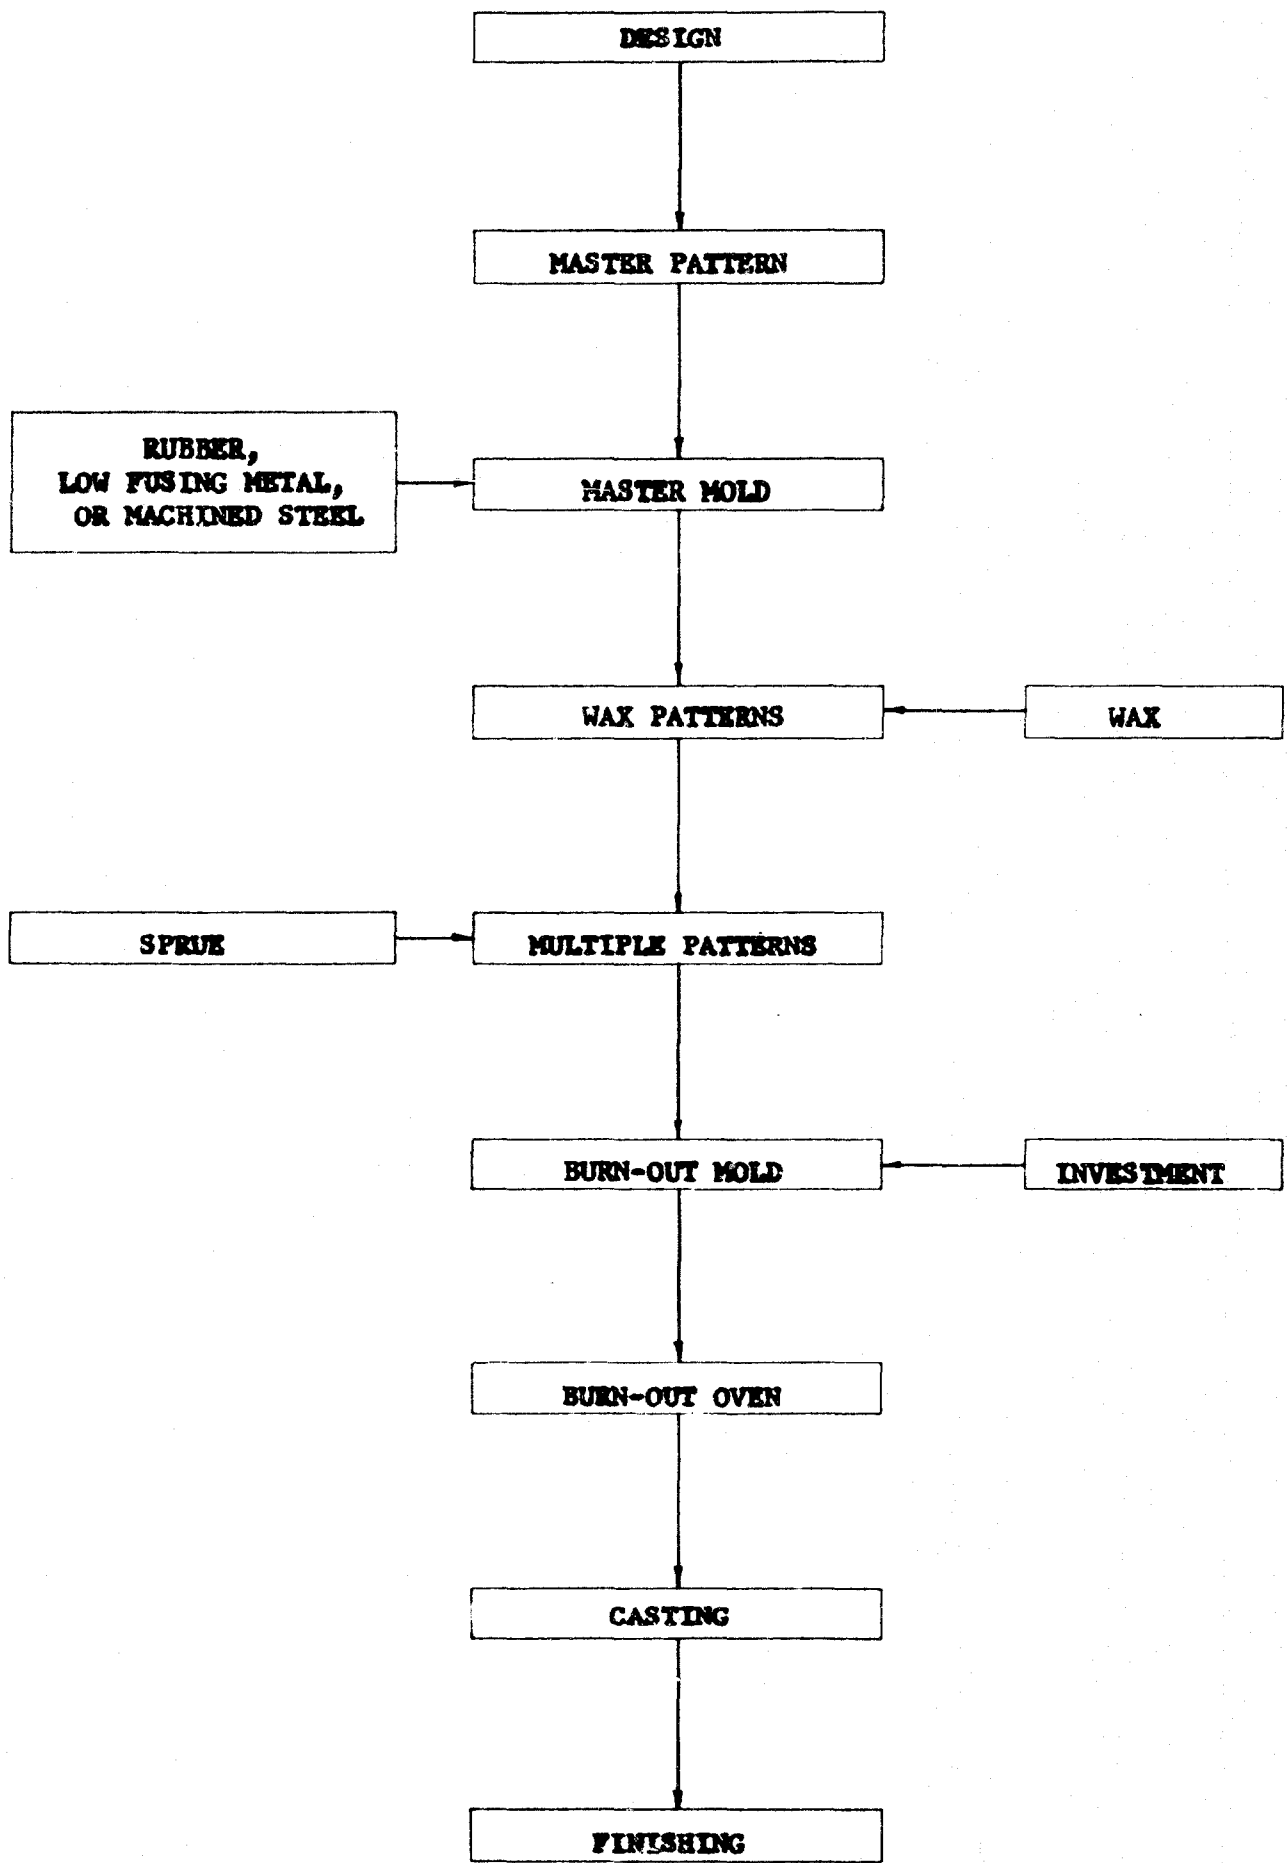 DESIGN
MASTER PATTERN
RUBBER,
LOW FUSING METAL,
OR MACHINED STEEL
MASTER MOLD
WAX PATTERNS
WAX
SPRUE
MULTIPLE PATTERNS
BURN-OUT MOLD
INVESTMENT
BURN-OUT OVEN
CASTING
FINISHING